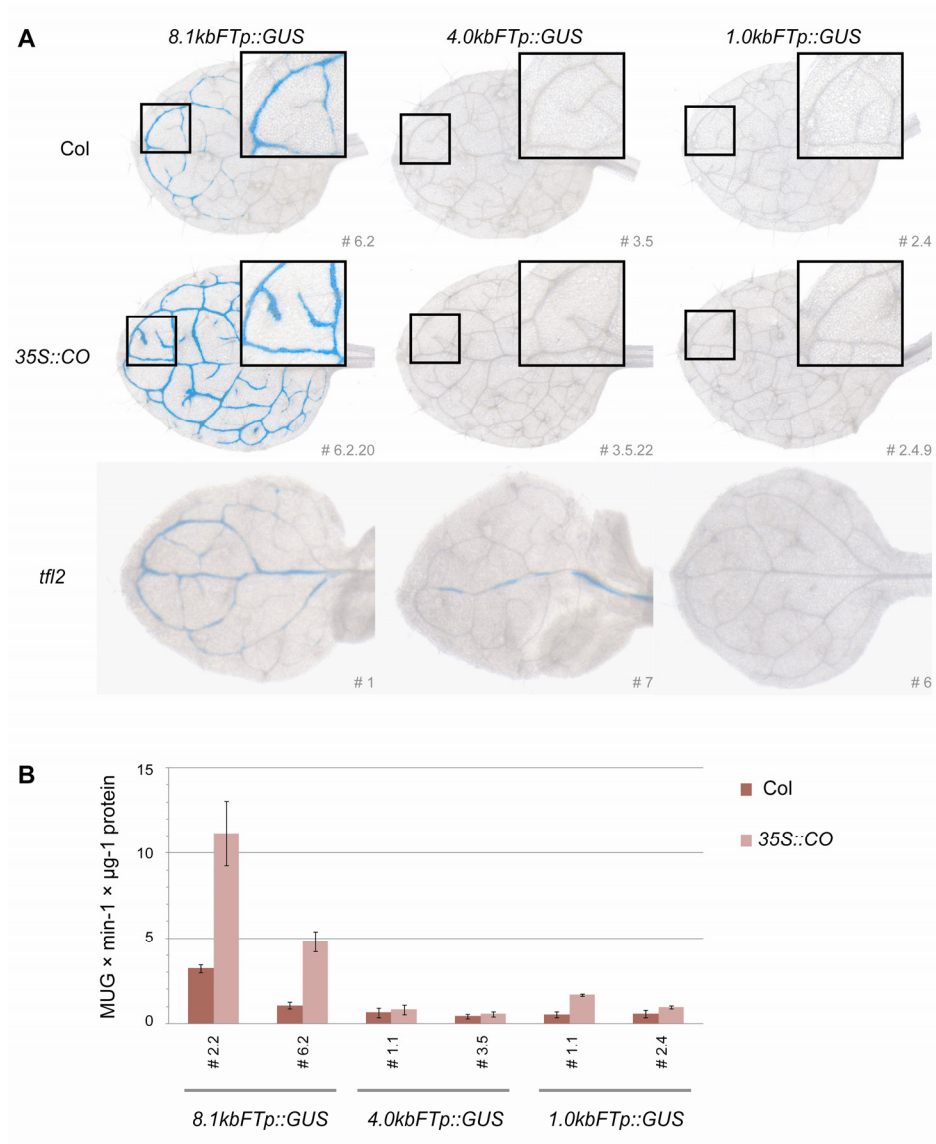 A
8.1kbFTp::GUS 4.0kbFTp::GUS 1.0kbFTp::GUS
Col
# 6.2 # 3.5 # 2.4
35S::CO
# 6.2.20 # 3.5.22 # 2.4.9
tfl2
# 1 # 7 # 6
B
MUG × min-1 × µg-1 protein
15
10
5
0
Col
35S::CO
# 2.2 # 6.2 # 1.1 # 3.5 # 1.1 # 2.4
8.1kbFTp::GUS 4.0kbFTp::GUS 1.0kbFTp::GUS